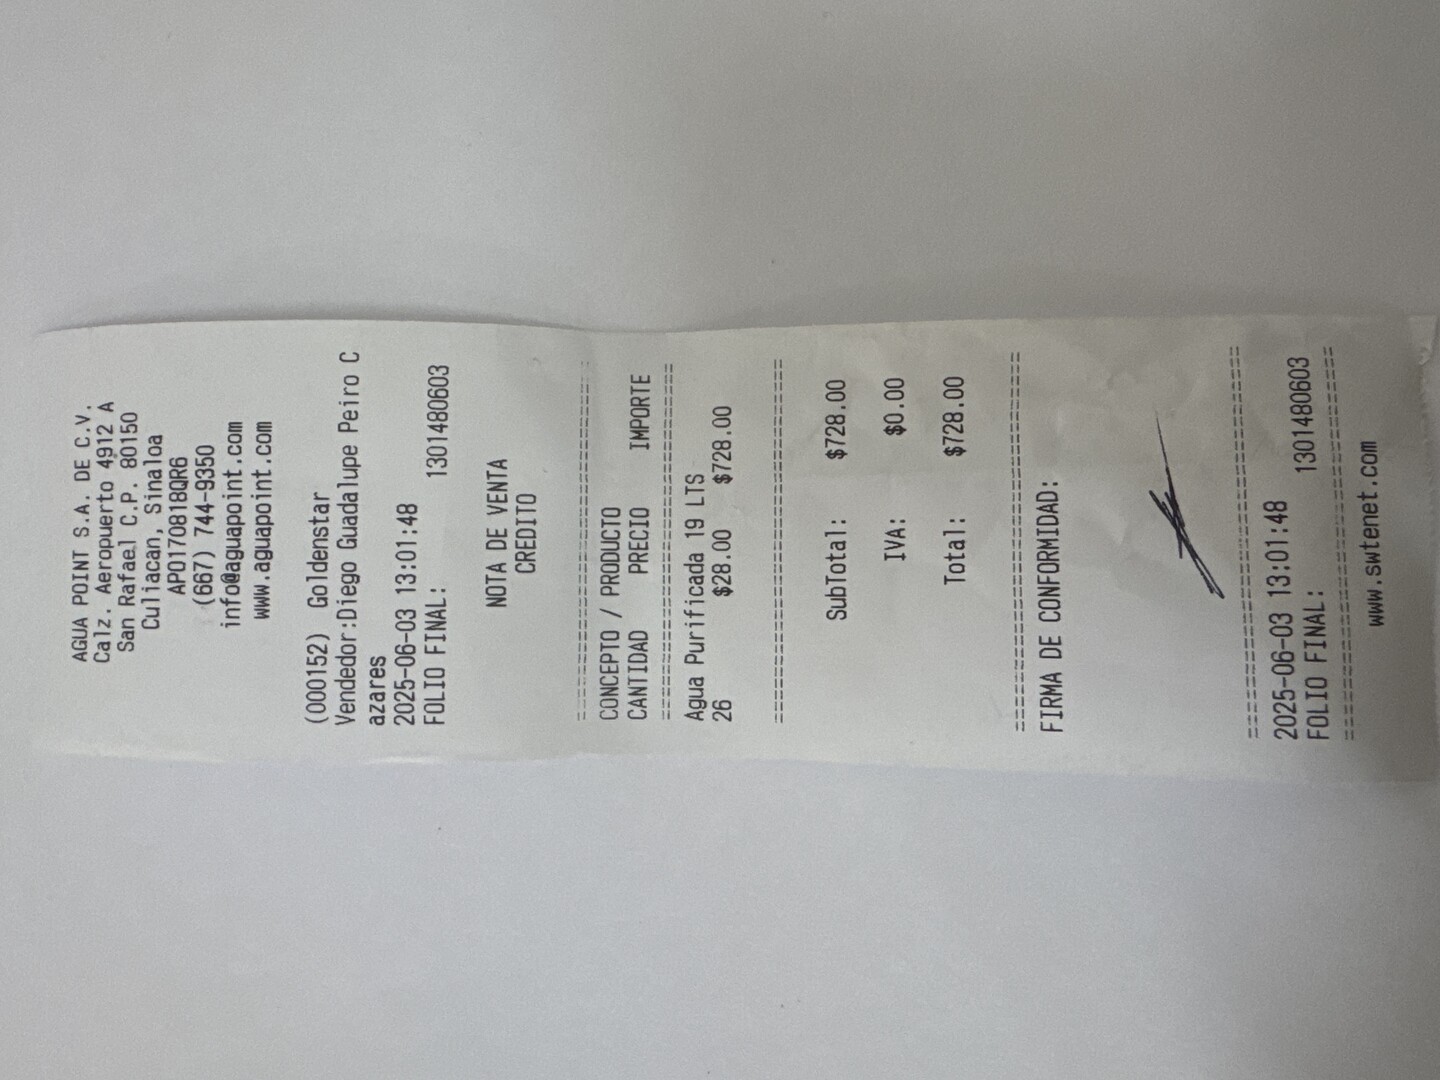 AGUA POINT S.A. DE C.V.
Calz. Aeropuerto 4912 A
San Rafael C.P. 80150
Culiacan, Sinaloa
APO170818QR6
(667) 744-9350
info@aguapoint.com
www.aguapoint.com
(000152) Goldenstar
Vendedor:Diego Guadalupe Peiro C
azares
2025-06-03 13:01:48
FOLIO FINAL: 1301480603
NOTA DE VENTA
CREDITO
================================
CONCEPTO / PRODUCTO
CANTIDAD PRECIO IMPORTE
================================
Agua Purificada 19 LTS
26 $28.00 $728.00
================================
SubTotal: $728.00
IVA: $0.00
Total: $728.00
================================
FIRMA DE CONFORMIDAD:
================================
2025-06-03 13:01:48
FOLIO FINAL: 1301480603
================================
www.swtenet.com